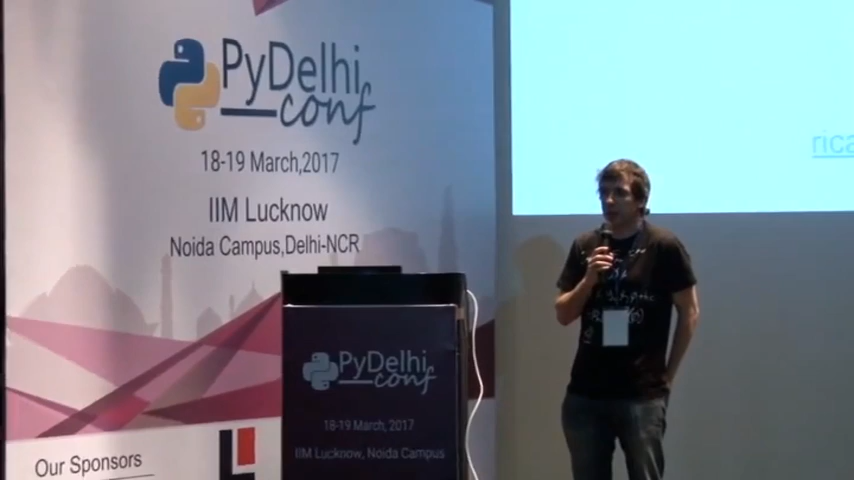 PyDelhi
conf
18-19 March,2017
IIM Lucknow
Noida Campus,Delhi-NCR
Our Sponsors
PyDelhi
conf
18-19 March, 2017
IIM Lucknow, Noida Campus